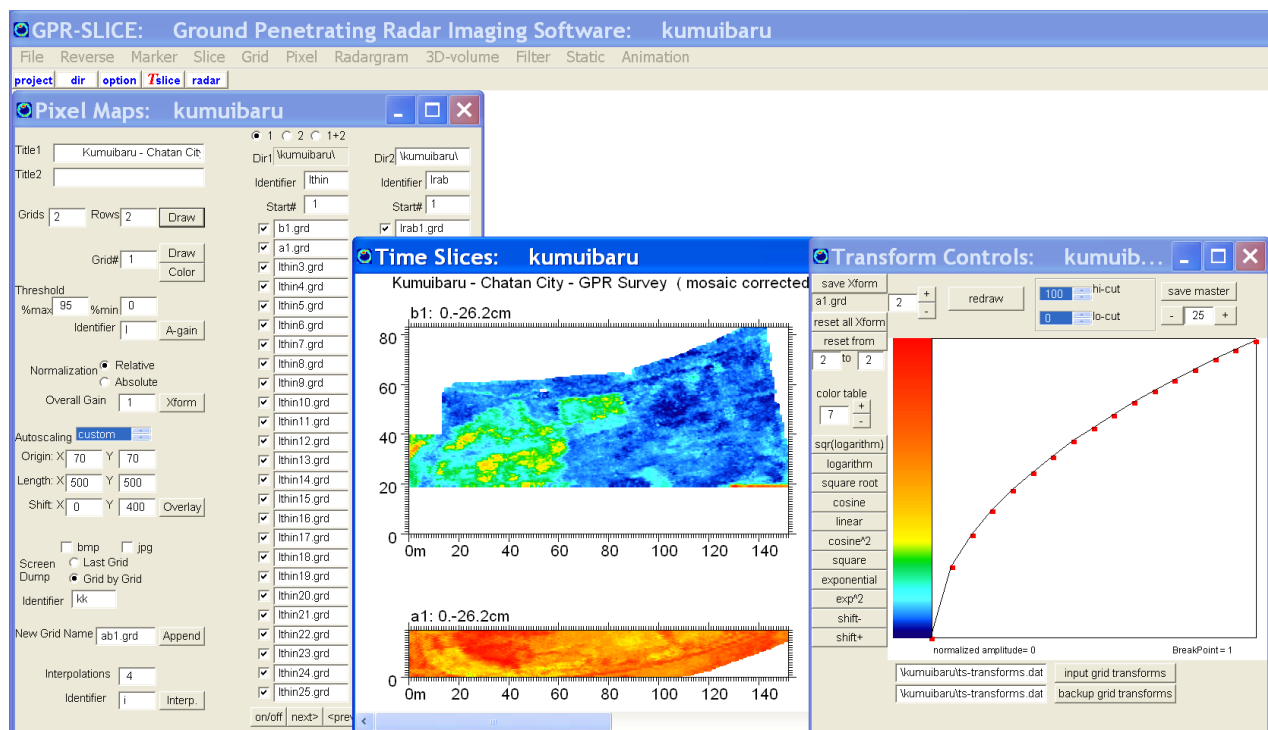 GPR-SLICE: Ground Penetrating Radar Imaging Software: kumuibaru
File Reverse Marker Slice Grid Pixel Radargram 3D-volume Filter Static Animation
project dir option Tslice radar
Pixel Maps: kumuibaru
1 2 1+2
Title1 Kumuibaru - Chatan Cit
Title2
Dir1 \kumuibaru\ Dir2 \kumuibaru\
Identifier lthin Identifier lrab
Start# 1 Start# 1
Grids 2 Rows 2 Draw
Grid# 1 Draw
Color
Threshold
%max 95 %min 0
Identifier l A-gain
Normalization Relative
Absolute
Overall Gain 1 Xform
Autoscaling custom
Origin: X 70 Y 70
Length: X 500 Y 500
Shift: X 0 Y 400 Overlay
bmp jpg
Screen Dump Last Grid
Grid by Grid
Identifier kk
New Grid Name ab1.grd Append
Interpolations 4
Identifier i Interp.
b1.grd lrab1.grd
a1.grd
lthin3.grd
lthin4.grd
lthin5.grd
lthin6.grd
lthin7.grd
lthin8.grd
lthin9.grd
lthin10.grd
lthin11.grd
lthin12.grd
lthin13.grd
lthin14.grd
lthin15.grd
lthin16.grd
lthin17.grd
lthin18.grd
lthin19.grd
lthin20.grd
lthin21.grd
lthin22.grd
lthin23.grd
lthin24.grd
lthin25.grd
on/off next> <prev
Time Slices: kumuibaru
Kumuibaru - Chatan City - GPR Survey ( mosaic corrected
b1: 0.-26.2cm
80
60
40
20
0
0m 20 40 60 80 100 120 140
a1: 0.-26.2cm
0m 20 40 60 80 100 120 140
Transform Controls: kumuib...
save Xform
a1.grd 2 + - redraw 100 hi-cut save master
0 lo-cut - 25 +
reset all Xform
reset from
2 to 2
color table
7 + -
sqr(logarithm)
logarithm
square root
cosine
linear
cosine^2
square
exponential
exp^2
shift-
shift+
normalized amplitude= 0 BreakPoint = 1
\kumuibaru\ts-transforms.dat input grid transforms
\kumuibaru\ts-transforms.dat backup grid transforms